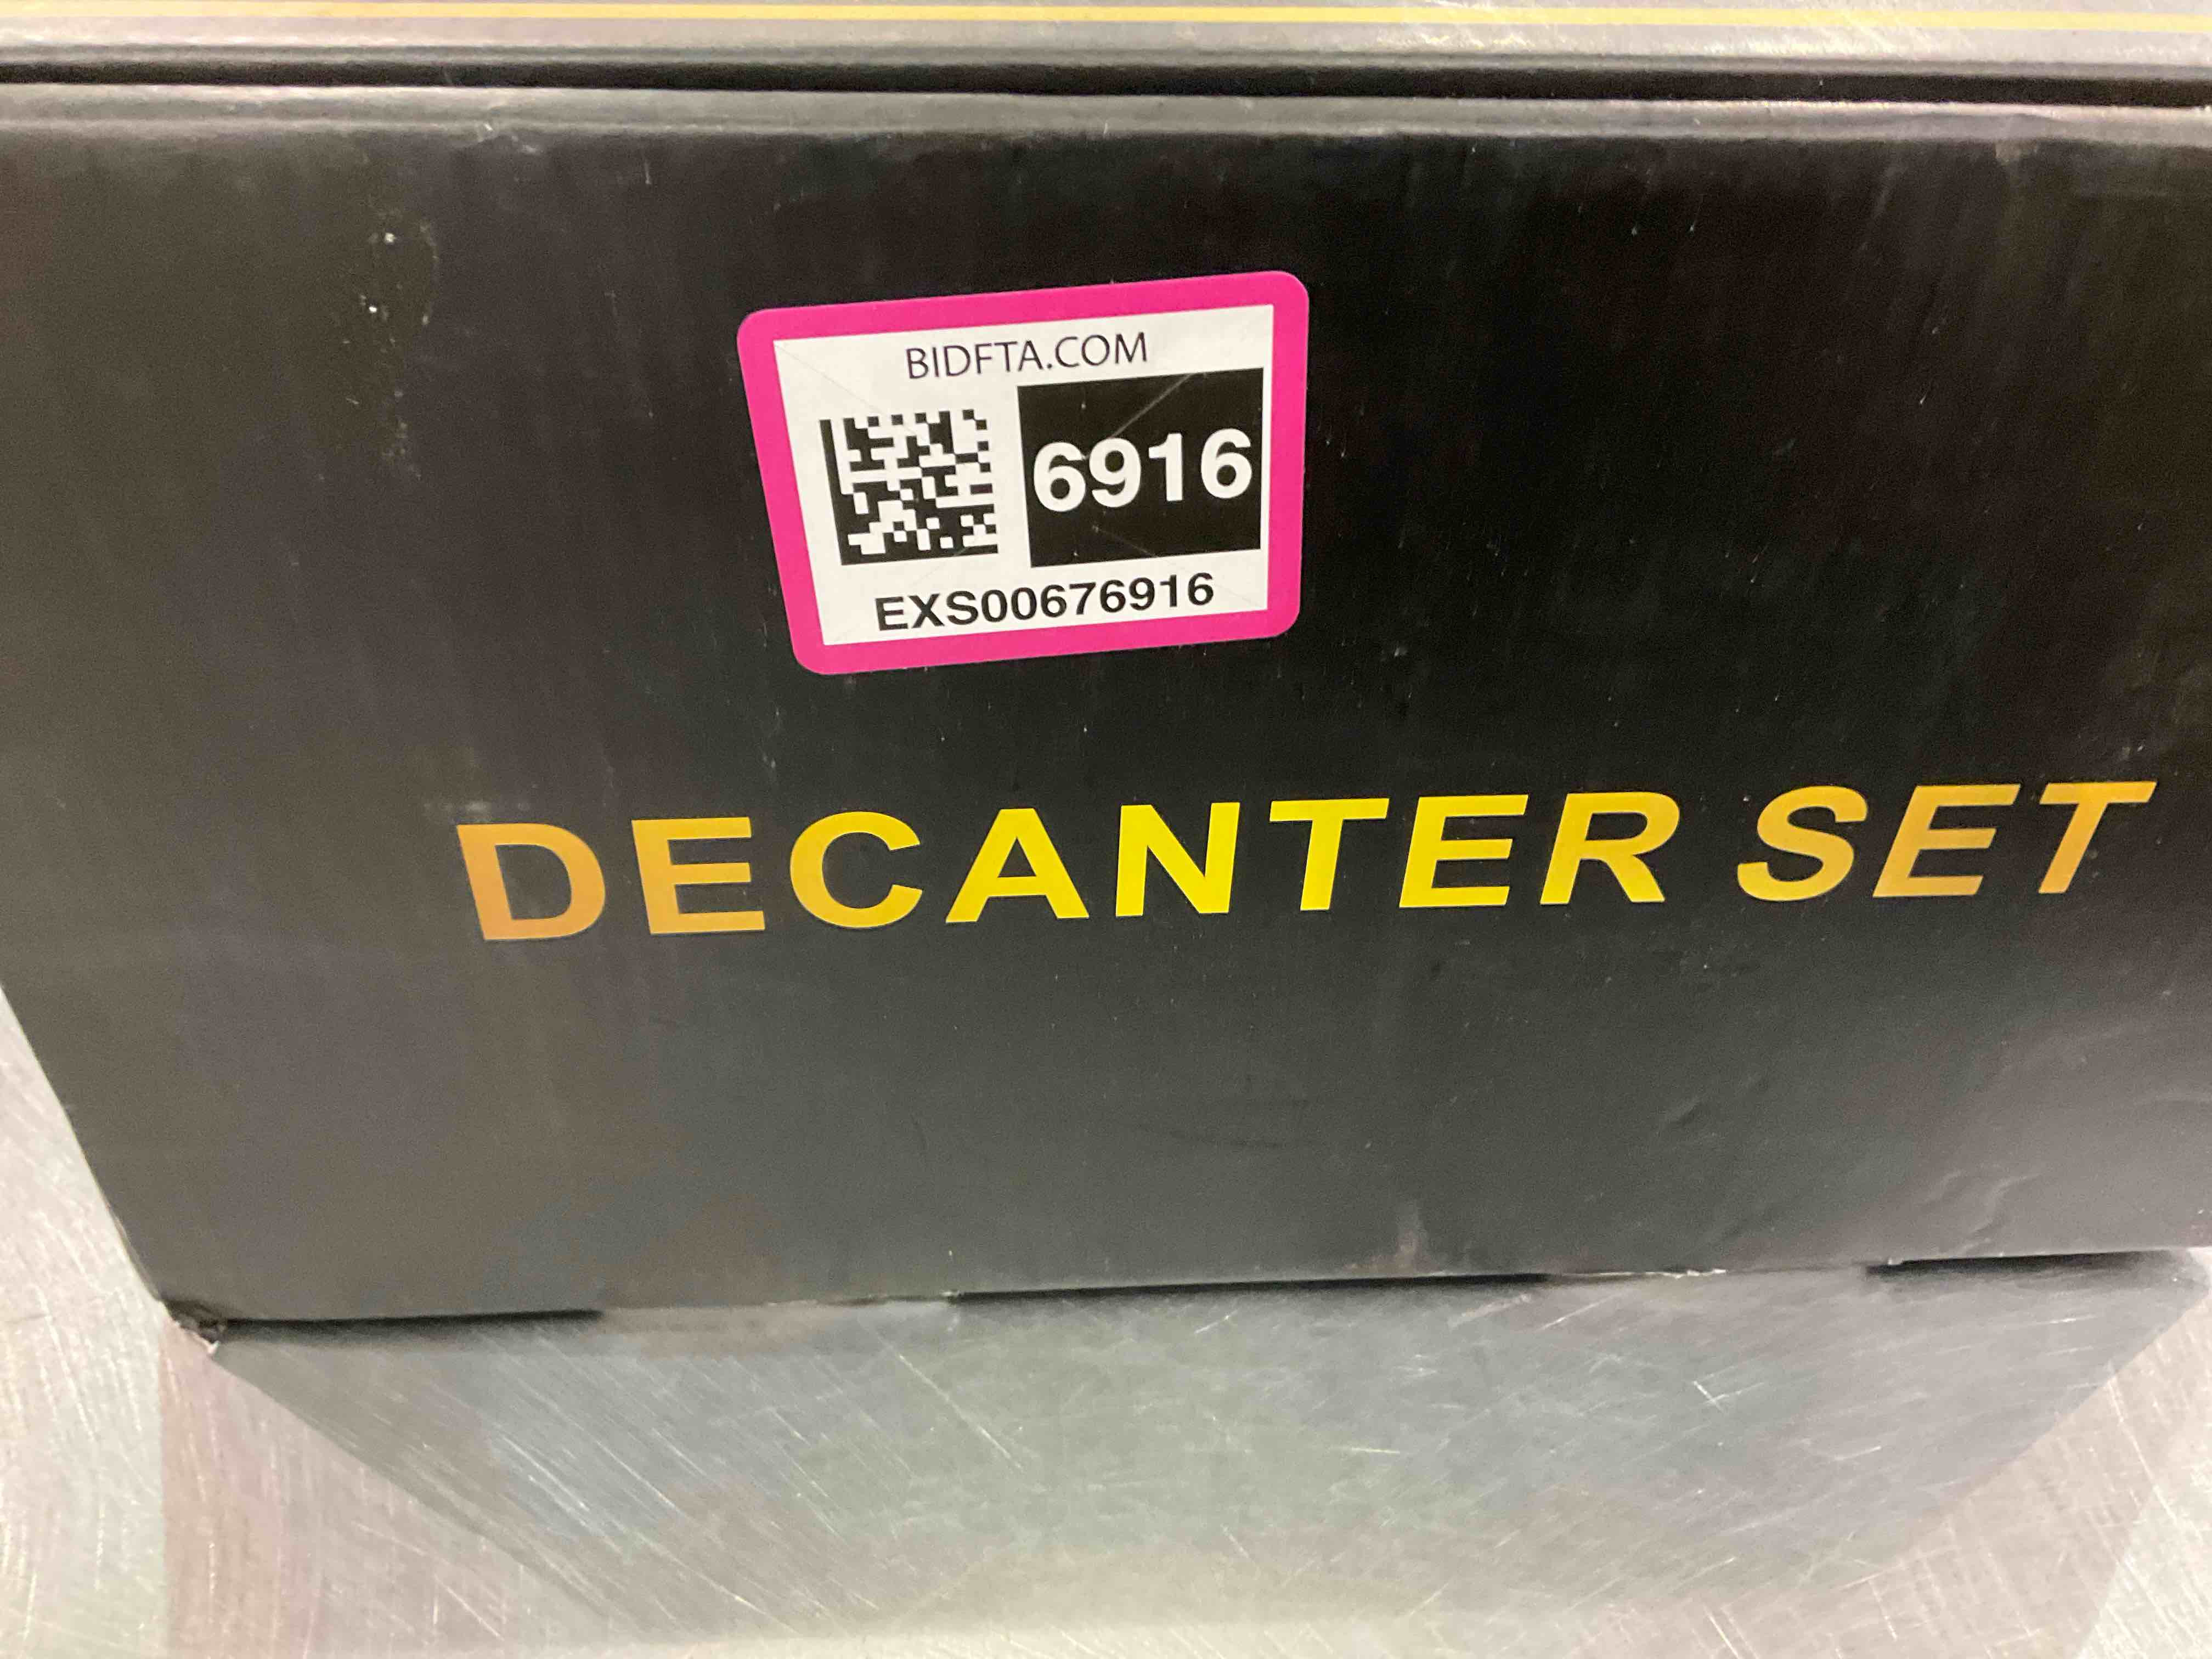 BIDFTA.COM
6916
EXS00676916
DECANTER SET